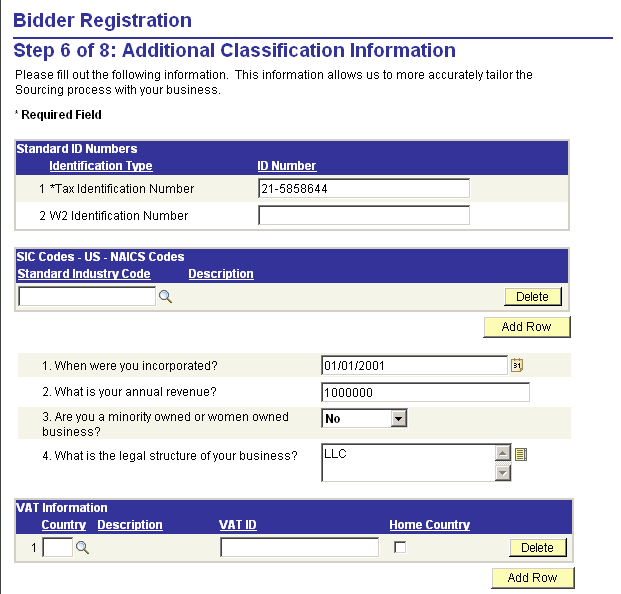 Bidder Registration
Step 6 of 8: Additional Classification Information
Please fill out the following information. This information allows us to more accurately tailor the
Sourcing process with your business.
* Required Field
Standard ID Numbers
Identification Type ID Number
1 *Tax Identification Number 21-5858644
2 W2 Identification Number
SIC Codes - US - NAICS Codes
Standard Industry Code Description
Delete
Add Row
1. When were you incorporated? 01/01/2001 31
2. What is your annual revenue? 1000000
3. Are you a minority owned or women owned No
business?
4. What is the legal structure of your business? LLC
VAT Information
Country Description VAT ID Home Country
1 Delete
Add Row